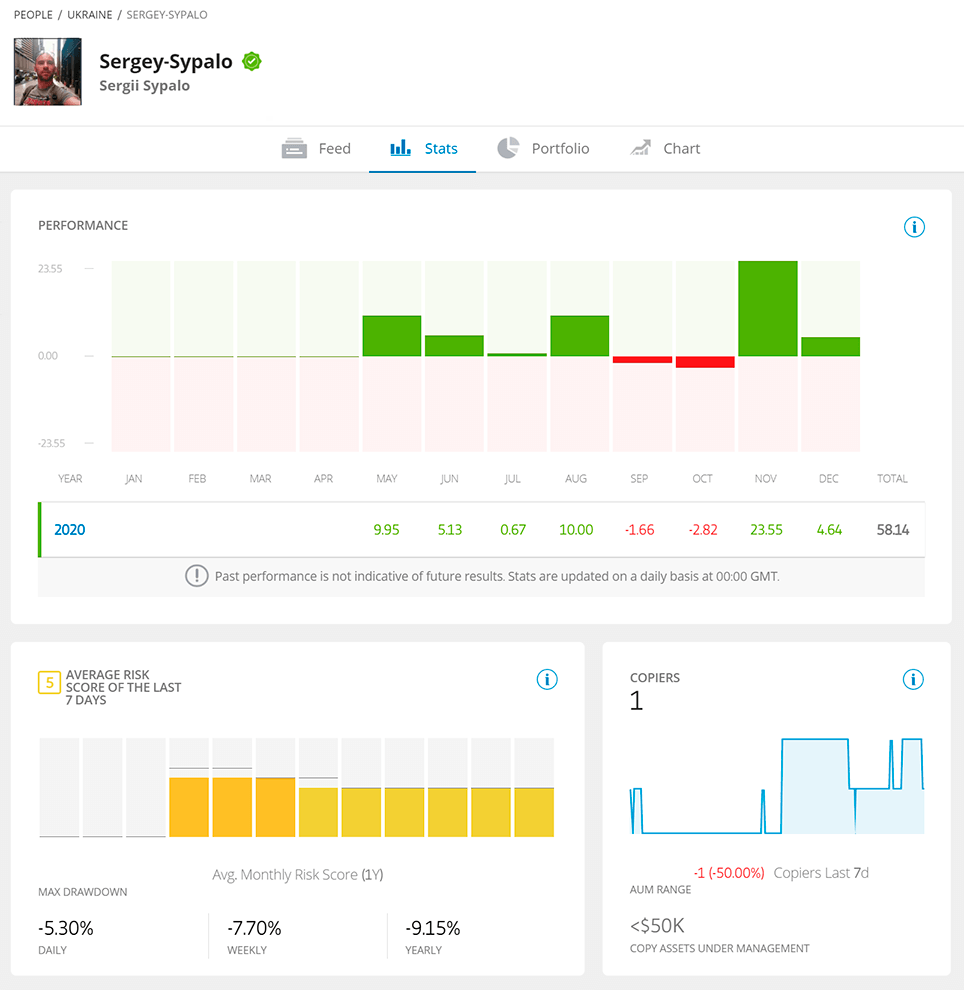 PEOPLE / UKRAINE / SERGEY-SYPALO
Sergey-Sypalo
Sergii Sypalo
Feed Stats Portfolio Chart
PERFORMANCE
23.55
0.00
-23.55
YEAR JAN FEB MAR APR MAY JUN JUL AUG SEP OCT NOV DEC TOTAL
2020 9.95 5.13 0.67 10.00 -1.66 -2.82 23.55 4.64 58.14
Past performance is not indicative of future results. Stats are updated on a daily basis at 00:00 GMT.
5
AVERAGE RISK
SCORE OF THE LAST
7 DAYS
Avg. Monthly Risk Score (1Y)
MAX DRAWDOWN
-5.30% -7.70% -9.15%
DAILY WEEKLY YEARLY
COPIERS
1
-1 (-50.00%) Copiers Last 7d
AUM RANGE
<$50K
COPY ASSETS UNDER MANAGEMENT